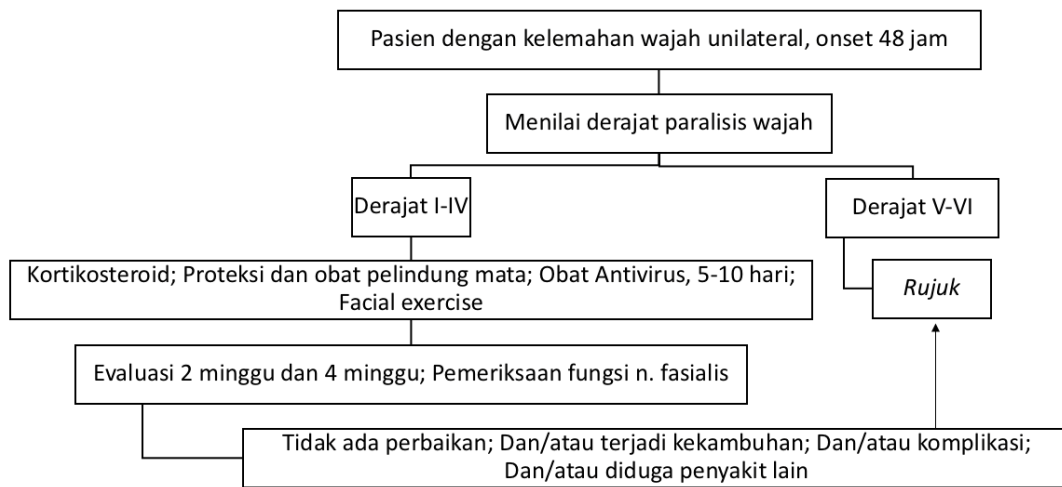 Pasien dengan kelemahan wajah unilateral, onset 48 jam
Menilai derajat paralisis wajah
Derajat I-IV
Derajat V-VI
Kortikosteroid; Proteksi dan obat pelindung mata; Obat Antivirus, 5-10 hari;
Facial exercise
Rujuk
Evaluasi 2 minggu dan 4 minggu; Pemeriksaan fungsi n. fasialis
Tidak ada perbaikan; Dan/atau terjadi kekambuhan; Dan/atau komplikasi;
Dan/atau diduga penyakit lain